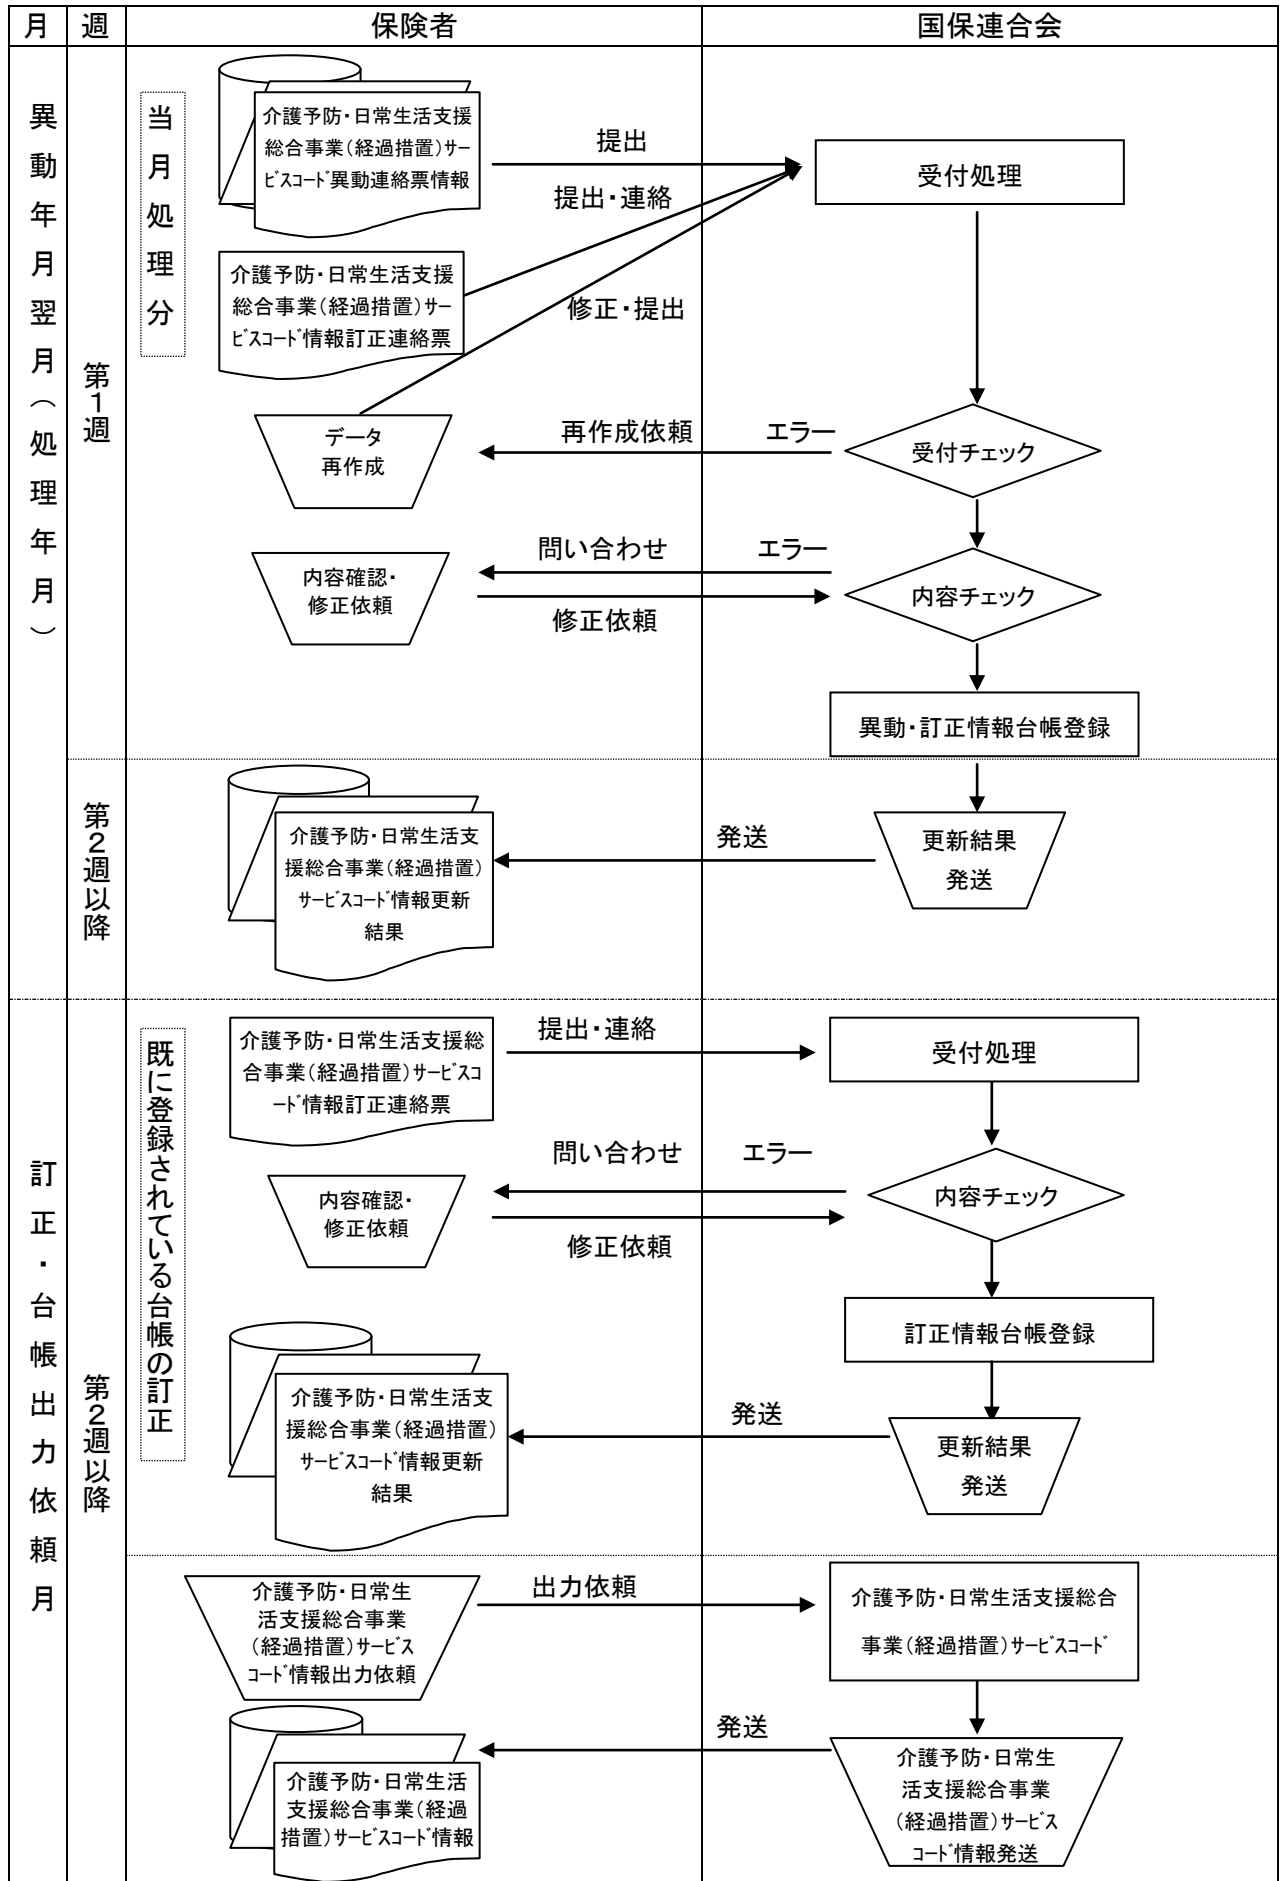 月
週
保険者
国保連合会
異動年月翌月（処理年月）
第1週
当月処理分
介護予防・日常生活支援
総合事業（経過措置）サー
ﾋﾞｽｺｰﾄﾞ異動連絡票情報
提出
受付処理
提出・連絡
介護予防・日常生活支援
総合事業（経過措置）サー
ﾋﾞｽｺｰﾄﾞ情報訂正連絡票
修正・提出
データ
再作成
再作成依頼
エラー
受付チェック
内容確認・
修正依頼
問い合わせ
エラー
修正依頼
内容チェック
異動・訂正情報台帳登録
第2週以降
介護予防・日常生活支
援総合事業（経過措置）
ｻｰﾋﾞｽｺｰﾄﾞ情報更新
結果
発送
更新結果
発送
訂正・台帳出力依頼月
第2週以降
既に登録されている台帳の訂正
介護予防・日常生活支援総
合事業（経過措置）サービスコ
ｰﾄﾞ情報訂正連絡票
提出・連絡
受付処理
内容確認・
修正依頼
問い合わせ
エラー
修正依頼
内容チェック
訂正情報台帳登録
介護予防・日常生活支
援総合事業（経過措置）
ｻｰﾋﾞｽｺｰﾄﾞ情報更新
結果
発送
更新結果
発送
介護予防・日常生
活支援総合事業
（経過措置）サービス
ｺｰﾄﾞ情報出力依頼
出力依頼
介護予防・日常生活支援総合
事業（経過措置）ｻｰﾋﾞｽｺｰﾄﾞ
介護予防・日常生活
支援総合事業（経過
措置）ｻｰﾋﾞｽｺｰﾄﾞ情報
発送
介護予防・日常生
活支援総合事業
（経過措置）サービス
ｺｰﾄﾞ情報発送